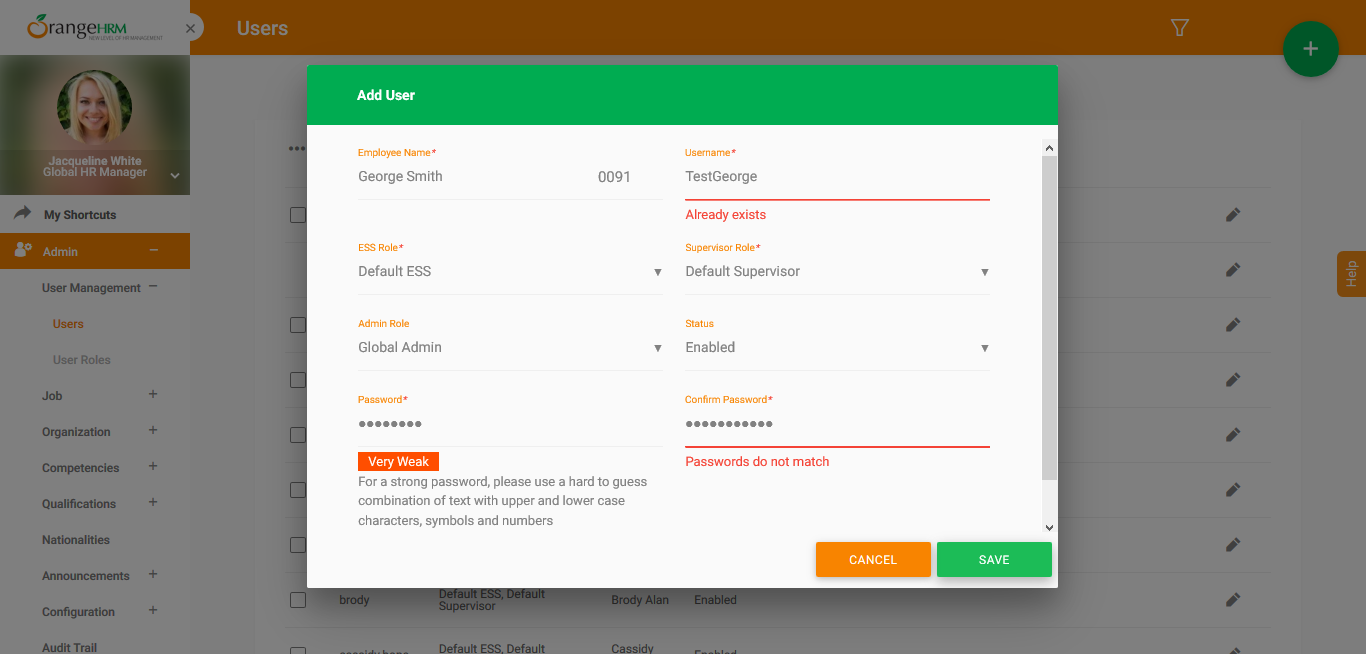 OrangeHRM
NEW LEVEL OF HR MANAGEMENT
Users
Jacqueline White
Global HR Manager
My Shortcuts
Admin
User Management
Users
User Roles
Job
Organization
Competencies
Qualifications
Nationalities
Announcements
Configuration
Audit Trail
Help
Add User
Employee Name* Username*
George Smith 0091 TestGeorge
Already exists
ESS Role* Supervisor Role*
Default ESS Default Supervisor
Admin Role Status
Global Admin Enabled
Password* Confirm Password*
•••••••• •••••••••••
Very Weak Passwords do not match
For a strong password, please use a hard to guess
combination of text with upper and lower case
characters, symbols and numbers
CANCEL SAVE
brody Default ESS, Default Supervisor Brody Alan Enabled
Default ESS, Default Cassidy Enabled